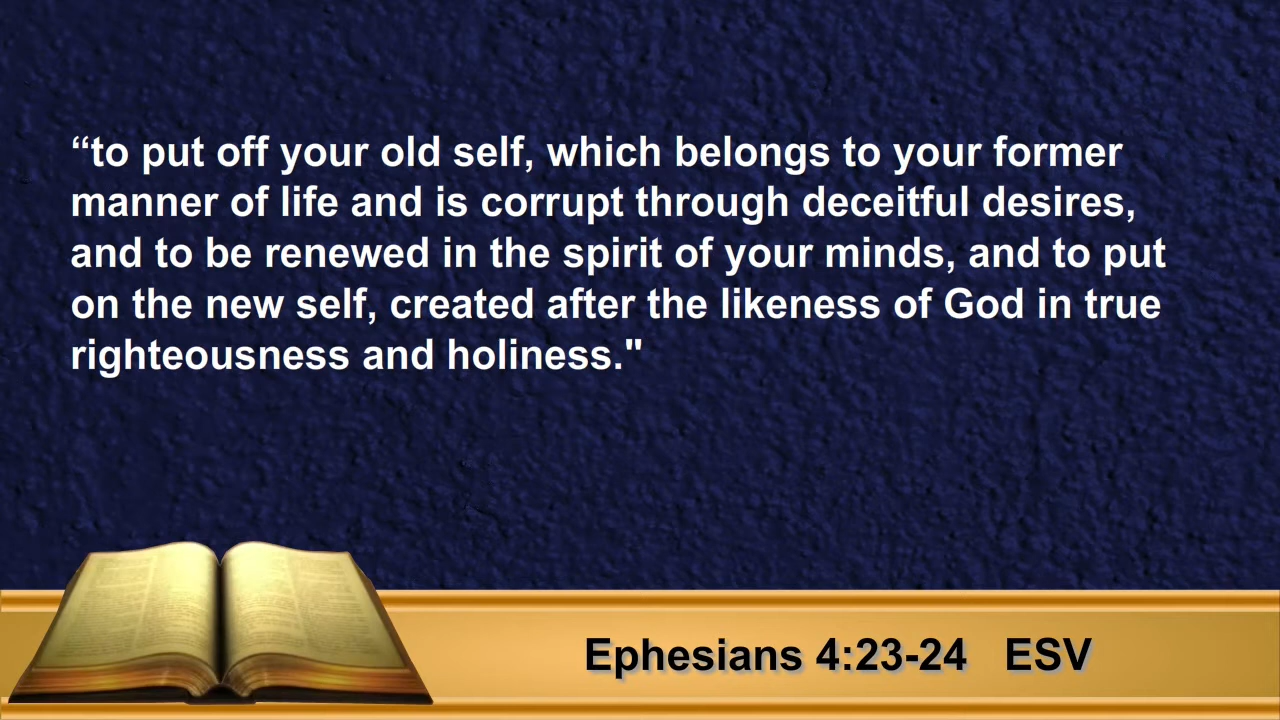 “to put off your old self, which belongs to your former
manner of life and is corrupt through deceitful desires,
and to be renewed in the spirit of your minds, and to put
on the new self, created after the likeness of God in true
righteousness and holiness."
Ephesians 4:23-24 ESV